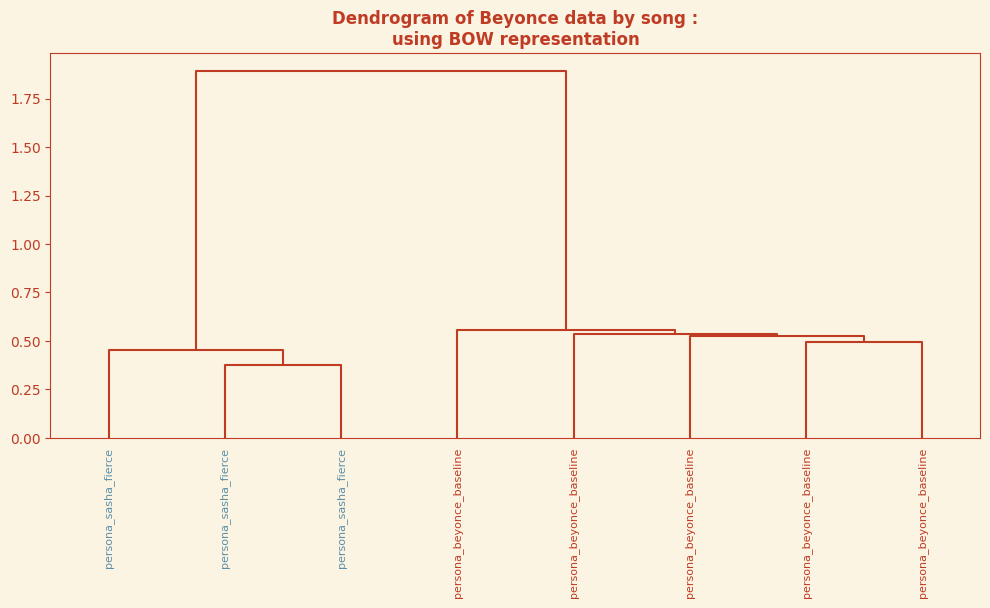 Dendrogram of Beyonce data by song :
using BOW representation
1.75
1.50
1.25
1.00
0.75
0.50
0.25
0.00
persona_sasha_fierce
persona_sasha_fierce
persona_sasha_fierce
persona_beyonce_baseline
persona_beyonce_baseline
persona_beyonce_baseline
persona_beyonce_baseline
persona_beyonce_baseline